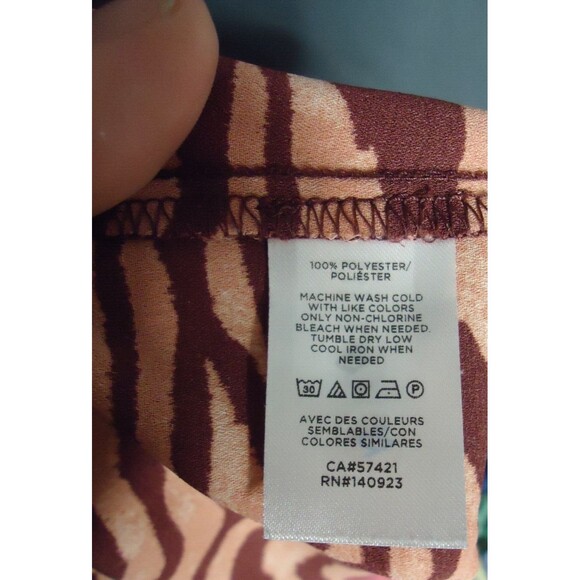 100% POLYESTER/
POLIÉSTER
MACHINE WASH COLD
WITH LIKE COLORS
ONLY NON-CHLORINE
BLEACH WHEN NEEDED.
TUMBLE DRY LOW
COOL IRON WHEN
NEEDED
30 P
AVEC DES COULEURS
SEMBLABLES/CON
COLORES SIMILARES
CA#57421
RN#140923